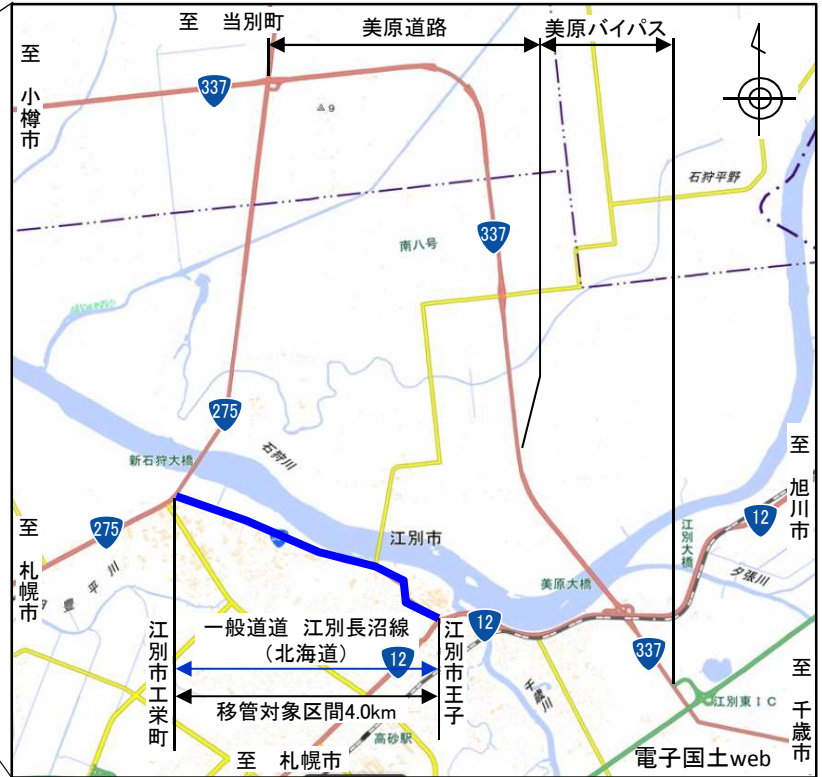 至 当別町
美原道路
美原バイパス
至 小樽市
337
9
石狩平野
南八号
337
275
石狩川
新石狩大橋
至 旭川市
275
至 札幌市
豊平川
江別市
江別大橋
12
夕張川
美原大橋
江別市工栄町
一般道道 江別長沼線
(北海道)
12
12
江別市王子
337
千歳川
移管対象区間4.0km
江別東IC
至 千歳市
高砂駅
至 札幌市
電子国土web